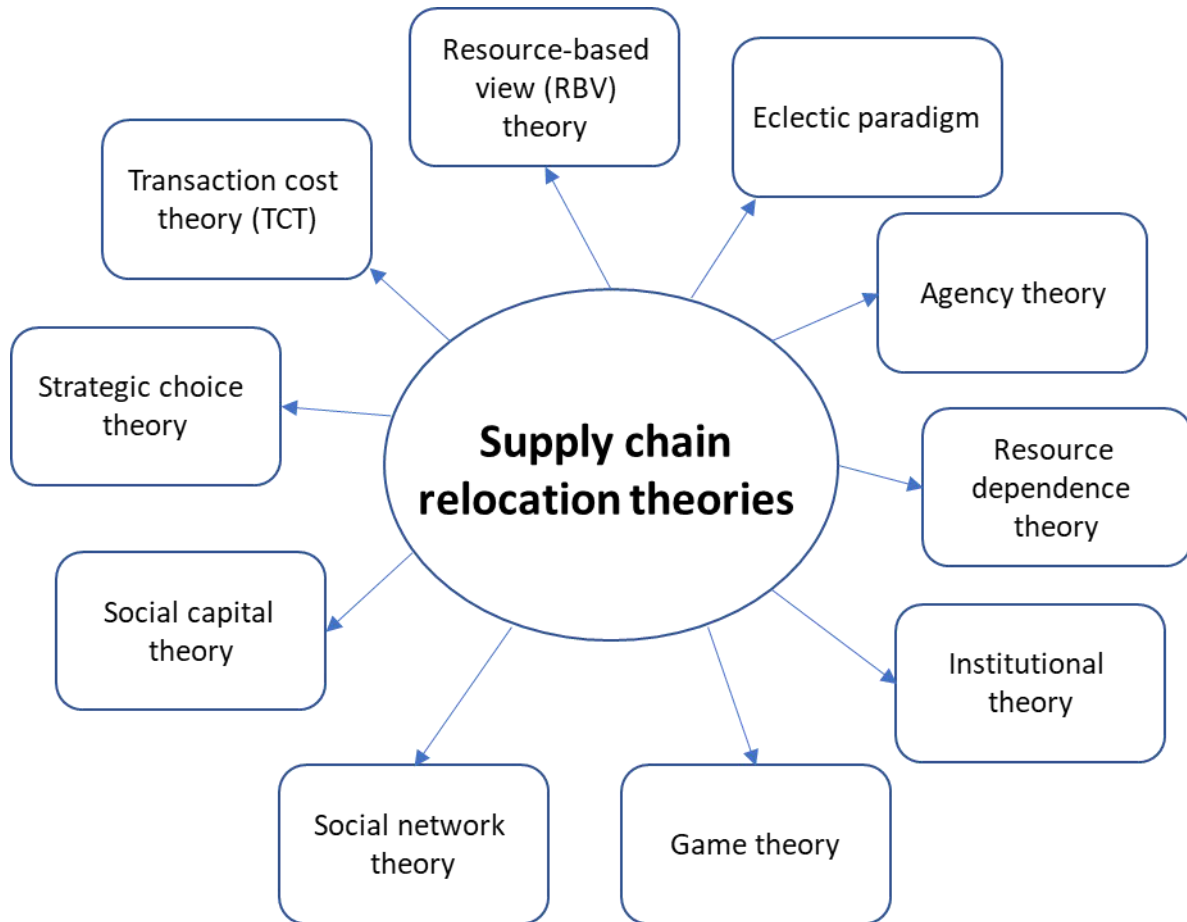 Resource-based
view (RBV)
theory
Eclectic paradigm
Transaction cost
theory (TCT)
Agency theory
Strategic choice
theory
Supply chain
relocation theories
Resource
dependence
theory
Social capital
theory
Institutional
theory
Social network
theory
Game theory